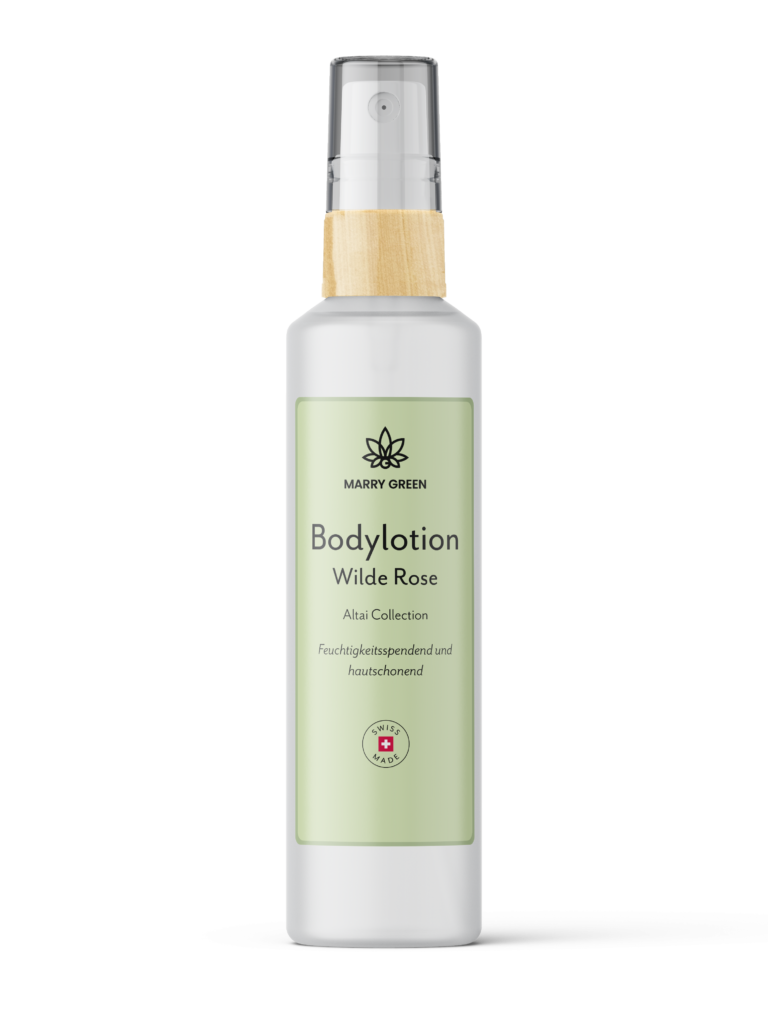 MARRY GREEN
Bodylotion
Wilde Rose
Altai Collection
Feuchtigkeitsspendend und
hautschonend
SWISS
MADE